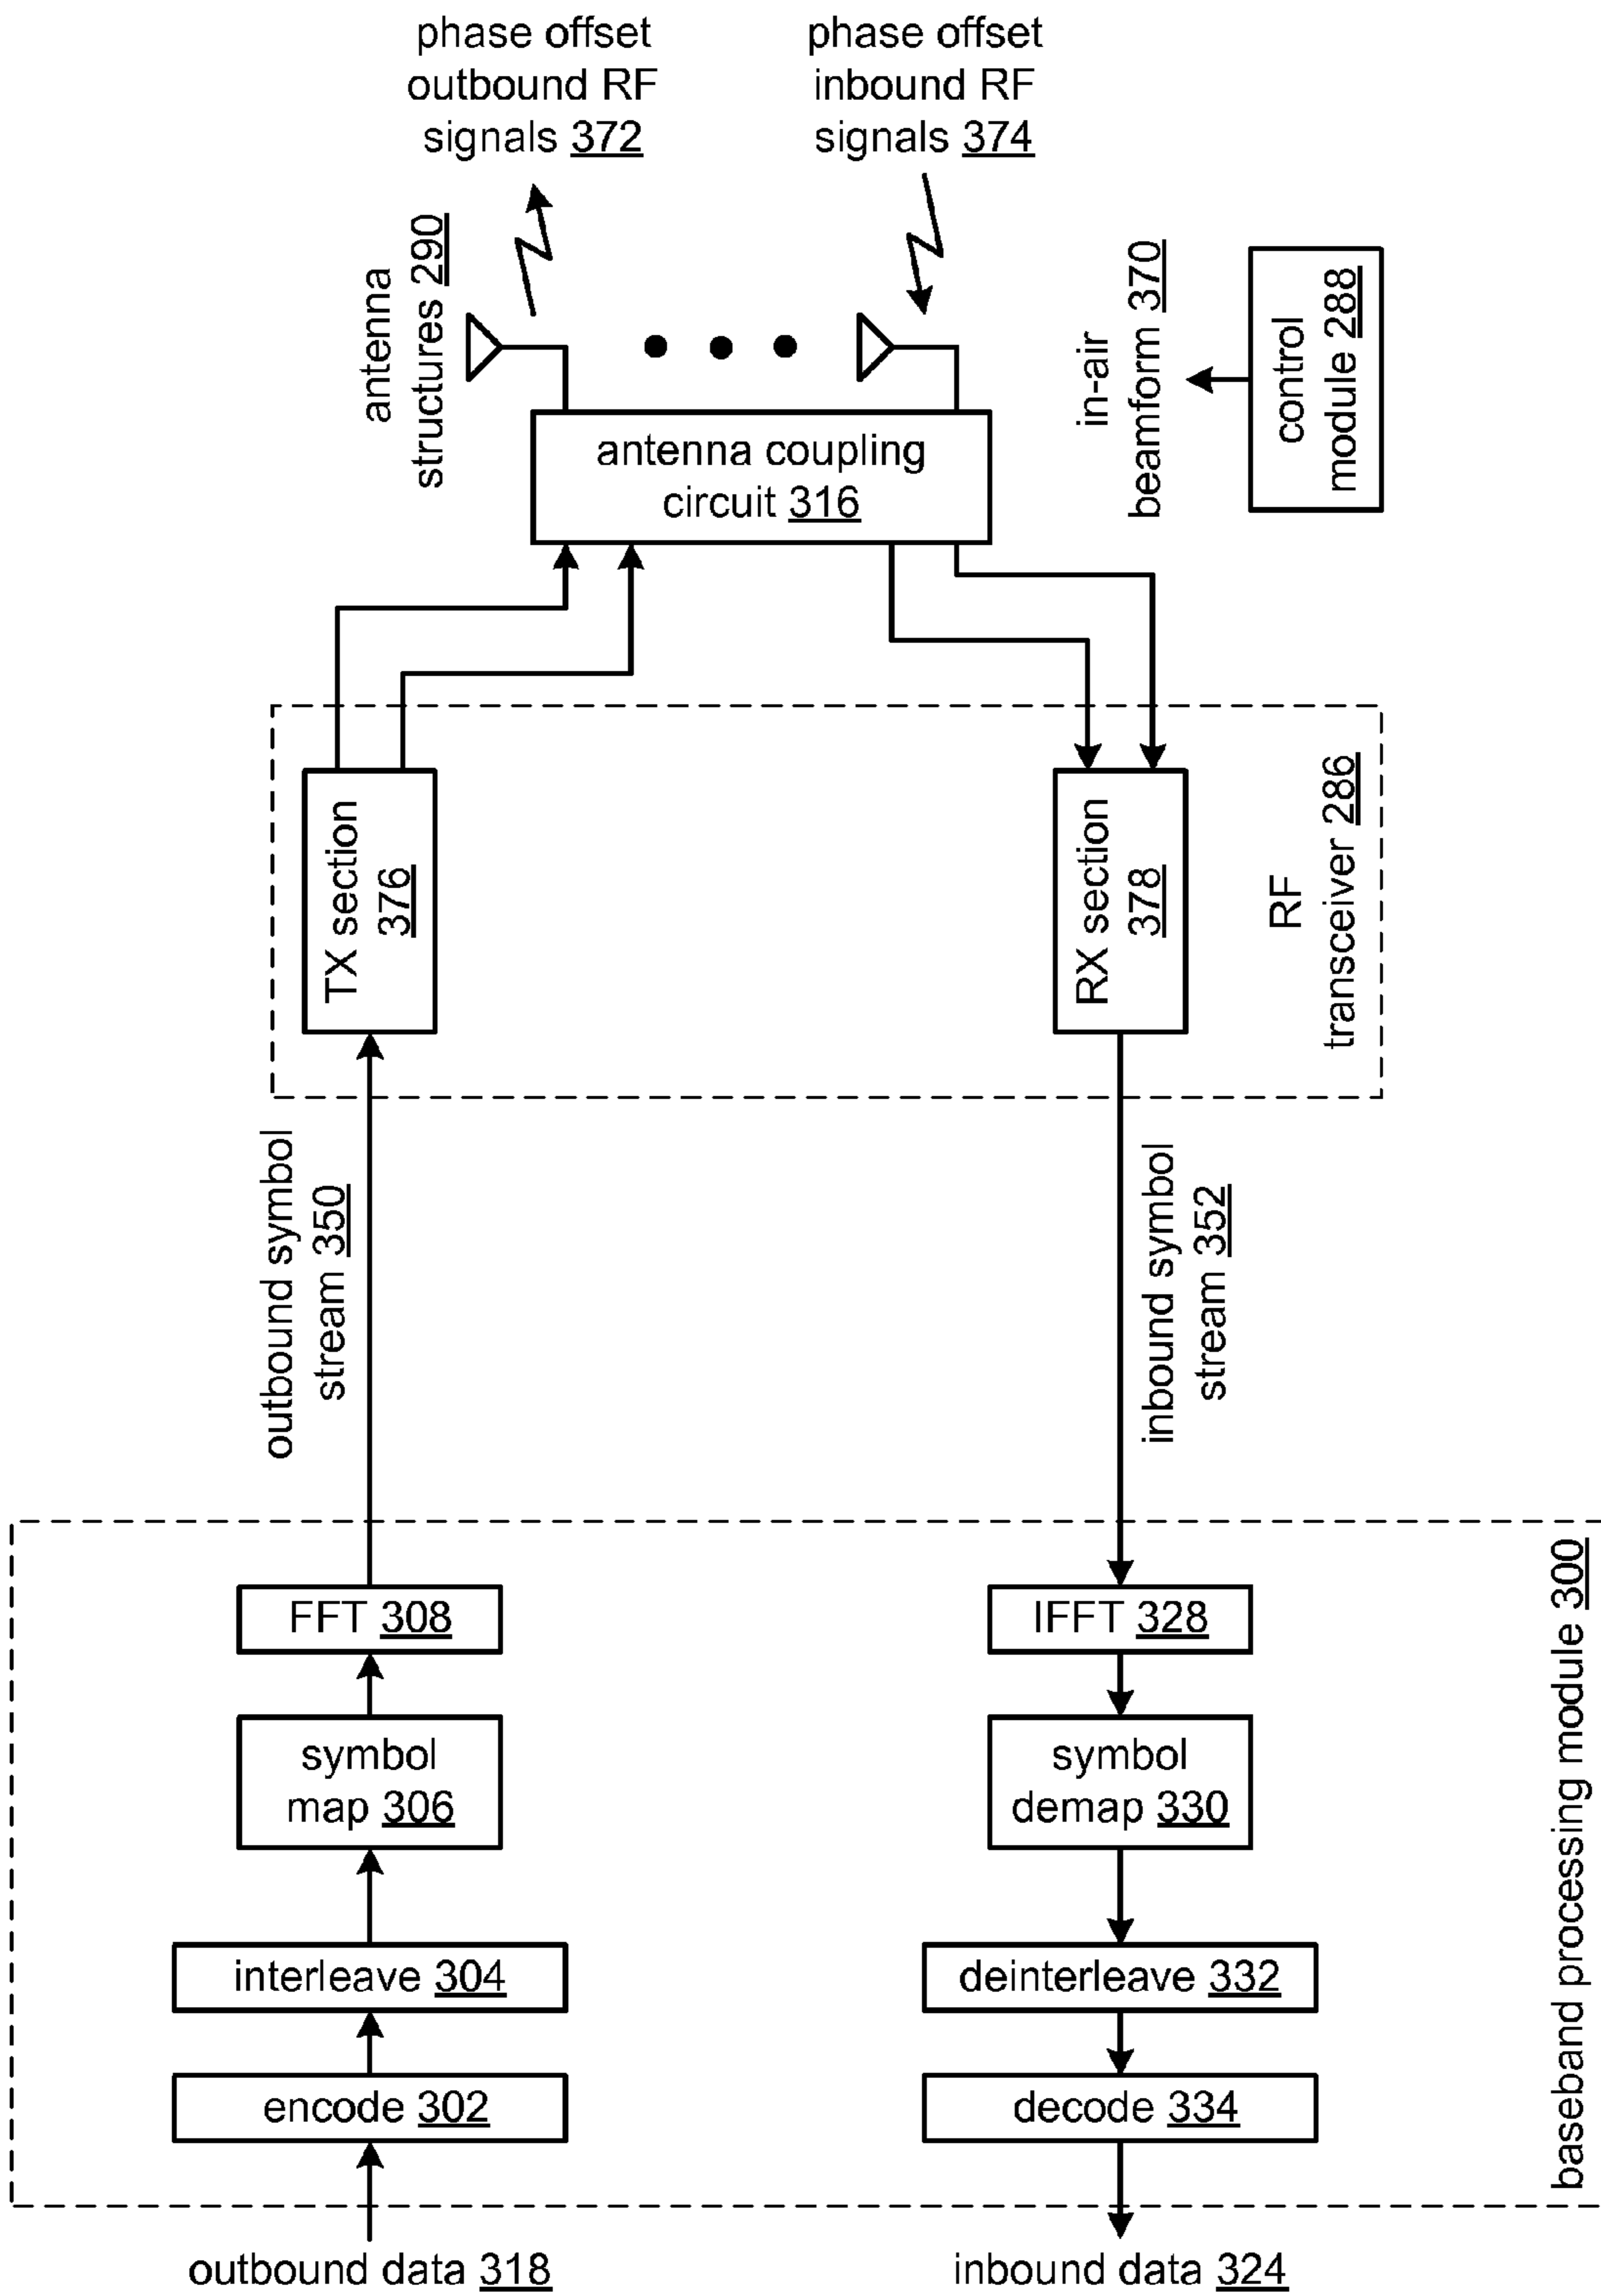 phase offset
outbound RF
signals 372
phase offset
inbound RF
signals 374
antenna
structures 290
in-air
beamform 370
control
module 288
antenna coupling
circuit 316
TX section
376
RX section
378
RF
transceiver 286
outbound symbol
stream 350
inbound symbol
stream 352
FFT 308
IFFT 328
symbol
map 306
symbol
demap 330
interleave 304
deinterleave 332
encode 302
decode 334
baseband processing module 300
outbound data 318
inbound data 324